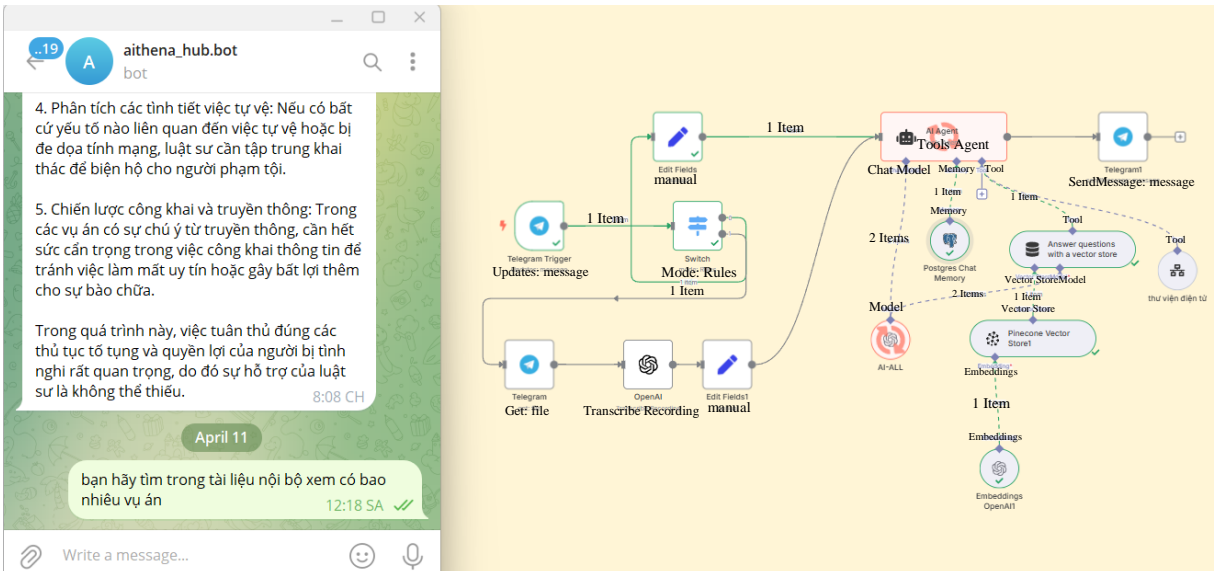 ..19
A
aithena_hub.bot
bot
4. Phân tích các tình tiết việc tự vệ: Nếu có bất
cứ yếu tố nào liên quan đến việc tự vệ hoặc bị
đe dọa tính mạng, luật sư cần tập trung khai
thác để biện hộ cho người phạm tội.
5. Chiến lược công khai và truyền thông: Trong
các vụ án có sự chú ý từ truyền thông, cần hết
sức cẩn trọng trong việc công khai thông tin để
tránh việc làm mất uy tín hoặc gây bất lợi thêm
cho sự bào chữa.
Trong quá trình này, việc tuân thủ đúng các
thủ tục tố tụng và quyền lợi của người bị tình
nghi rất quan trọng, do đó sự hỗ trợ của luật
sư là không thể thiếu.
8:08 CH
April 11
bạn hãy tìm trong tài liệu nội bộ xem có bao
nhiêu vụ án
12:18 SA
Write a message...
Edit Fields
manual
1 Item
AI Agent
Tools Agent
Chat Model
Memory
Tool
Telegram1
SendMessage: message
Telegram Trigger
Updates: message
1 Item
Switch
Mode: Rules
1 Item
1 Item
Memory
Postgres Chat
Memory
1 Item
Tool
Answer questions
with a vector store
Vector Store
Model
Tool
thư viện điện tử
2 Items
2 Items
Model
AI-ALL
1 Item
Vector Store
Pinecone Vector
Store1
Embeddings
1 Item
Embeddings
Embeddings
OpenAI1
Telegram
Get: file
OpenAI
Transcribe Recording
Edit Fields1
manual